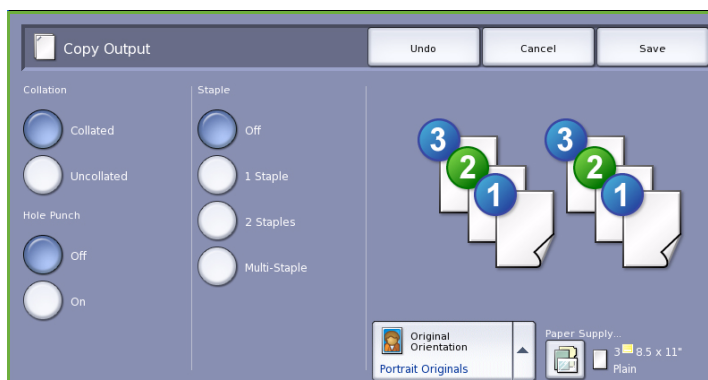 Copy Output
Undo
Cancel
Save
Collation
Collated
Uncollated
Hole Punch
Off
On
Staple
Off
1 Staple
2 Staples
Multi-Staple
3
2
1
3
2
1
Original
Orientation
Portrait Originals
Paper Supply...
3 8.5 x 11"
Plain